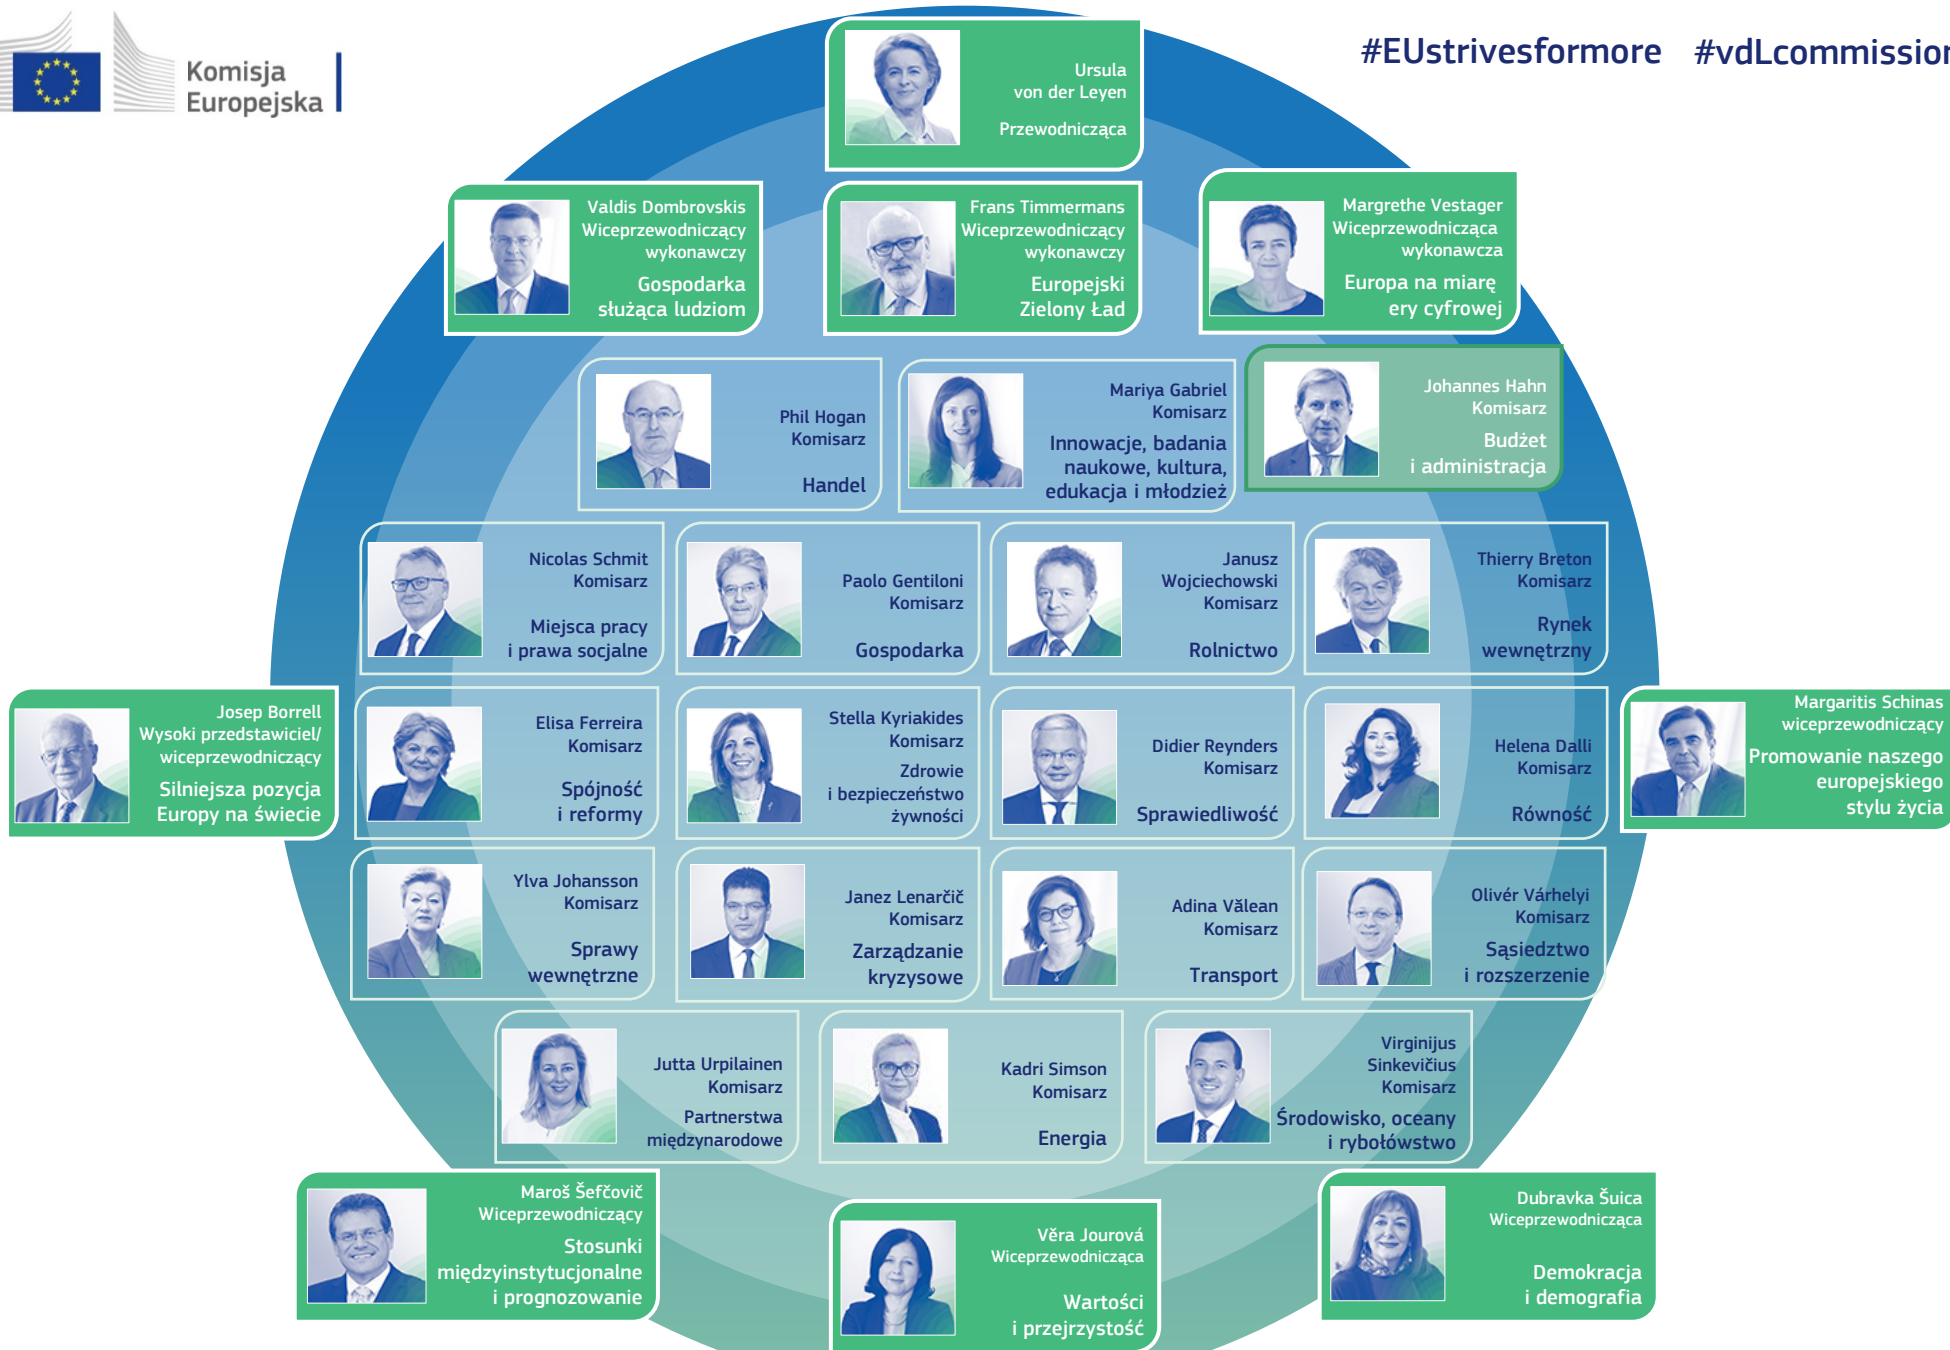 Komisja
Europejska
#EUstrivesformore #vdLcommission
Ursula
von der Leyen
Przewodnicząca
Valdis Dombrovskis
Wiceprzewodniczący
wykonawczy
Gospodarka
służąca ludziom
Frans Timmermans
Wiceprzewodniczący
wykonawczy
Europejski
Zielony Ład
Margrethe Vestager
Wiceprzewodnicząca
wykonawcza
Europa na miarę
ery cyfrowej
Phil Hogan
Komisarz
Handel
Mariya Gabriel
Komisarz
Innowacje, badania
naukowe, kultura,
edukacja i młodzież
Johannes Hahn
Komisarz
Budżet
i administracja
Nicolas Schmit
Komisarz
Miejsca pracy
i prawa socjalne
Paolo Gentiloni
Komisarz
Gospodarka
Janusz
Wojciechowski
Komisarz
Rolnictwo
Thierry Breton
Komisarz
Rynek
wewnętrzny
Josep Borrell
Wysoki przedstawiciel/
wiceprzewodniczący
Silniejsza pozycja
Europy na świecie
Elisa Ferreira
Komisarz
Spójność
i reformy
Stella Kyriakides
Komisarz
Zdrowie
i bezpieczeństwo
żywności
Didier Reynders
Komisarz
Sprawiedliwość
Helena Dalli
Komisarz
Równość
Margaritis Schinas
wiceprzewodniczący
Promowanie naszego
europejskiego
stylu życia
Ylva Johansson
Komisarz
Sprawy
wewnętrzne
Janez Lenarčič
Komisarz
Zarządzanie
kryzysowe
Adina Vălean
Komisarz
Transport
Olivér Várhelyi
Komisarz
Sąsiedztwo
i rozszerzenie
Jutta Urpilainen
Komisarz
Partnerstwa
międzynarodowe
Kadri Simson
Komisarz
Energia
Virginijus
Sinkevičius
Komisarz
Środowisko, oceany
i rybołówstwo
Maroš Šefčovič
Wiceprzewodniczący
Stosunki
międzyinstytucjonalne
i prognozowanie
Věra Jourová
Wiceprzewodnicząca
Wartości
i przejrzystość
Dubravka Šuica
Wiceprzewodnicząca
Demokracja
i demografia